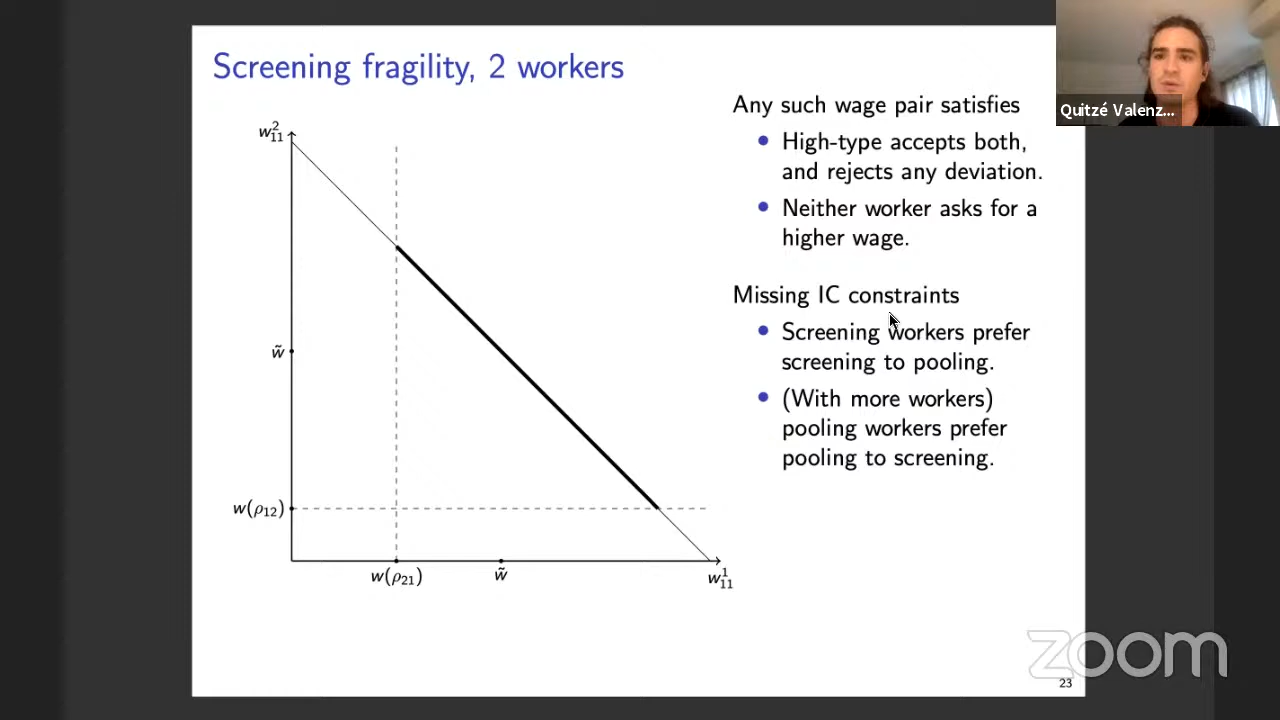 Screening fragility, 2 workers
Any such wage pair satisfies
• High-type accepts both,
and rejects any deviation.
• Neither worker asks for a
higher wage.
Missing IC constraints
• Screening workers prefer
screening to pooling.
• (With more workers)
pooling workers prefer
pooling to screening.
w²₁₁
w̃
w(ρ₁₂)
w(ρ₂₁)
w̃
w¹₁₁
Quitzé Valenz...
zoom
23